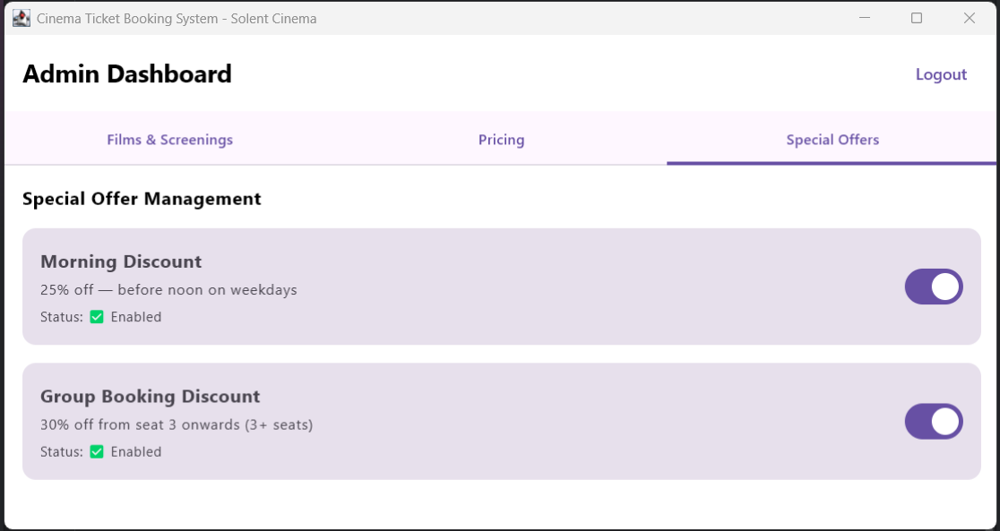 Cinema Ticket Booking System - Solent Cinema
Admin Dashboard
Logout
Films & Screenings
Pricing
Special Offers
Special Offer Management
Morning Discount
25% off — before noon on weekdays
Status: ✅ Enabled
Group Booking Discount
30% off from seat 3 onwards (3+ seats)
Status: ✅ Enabled